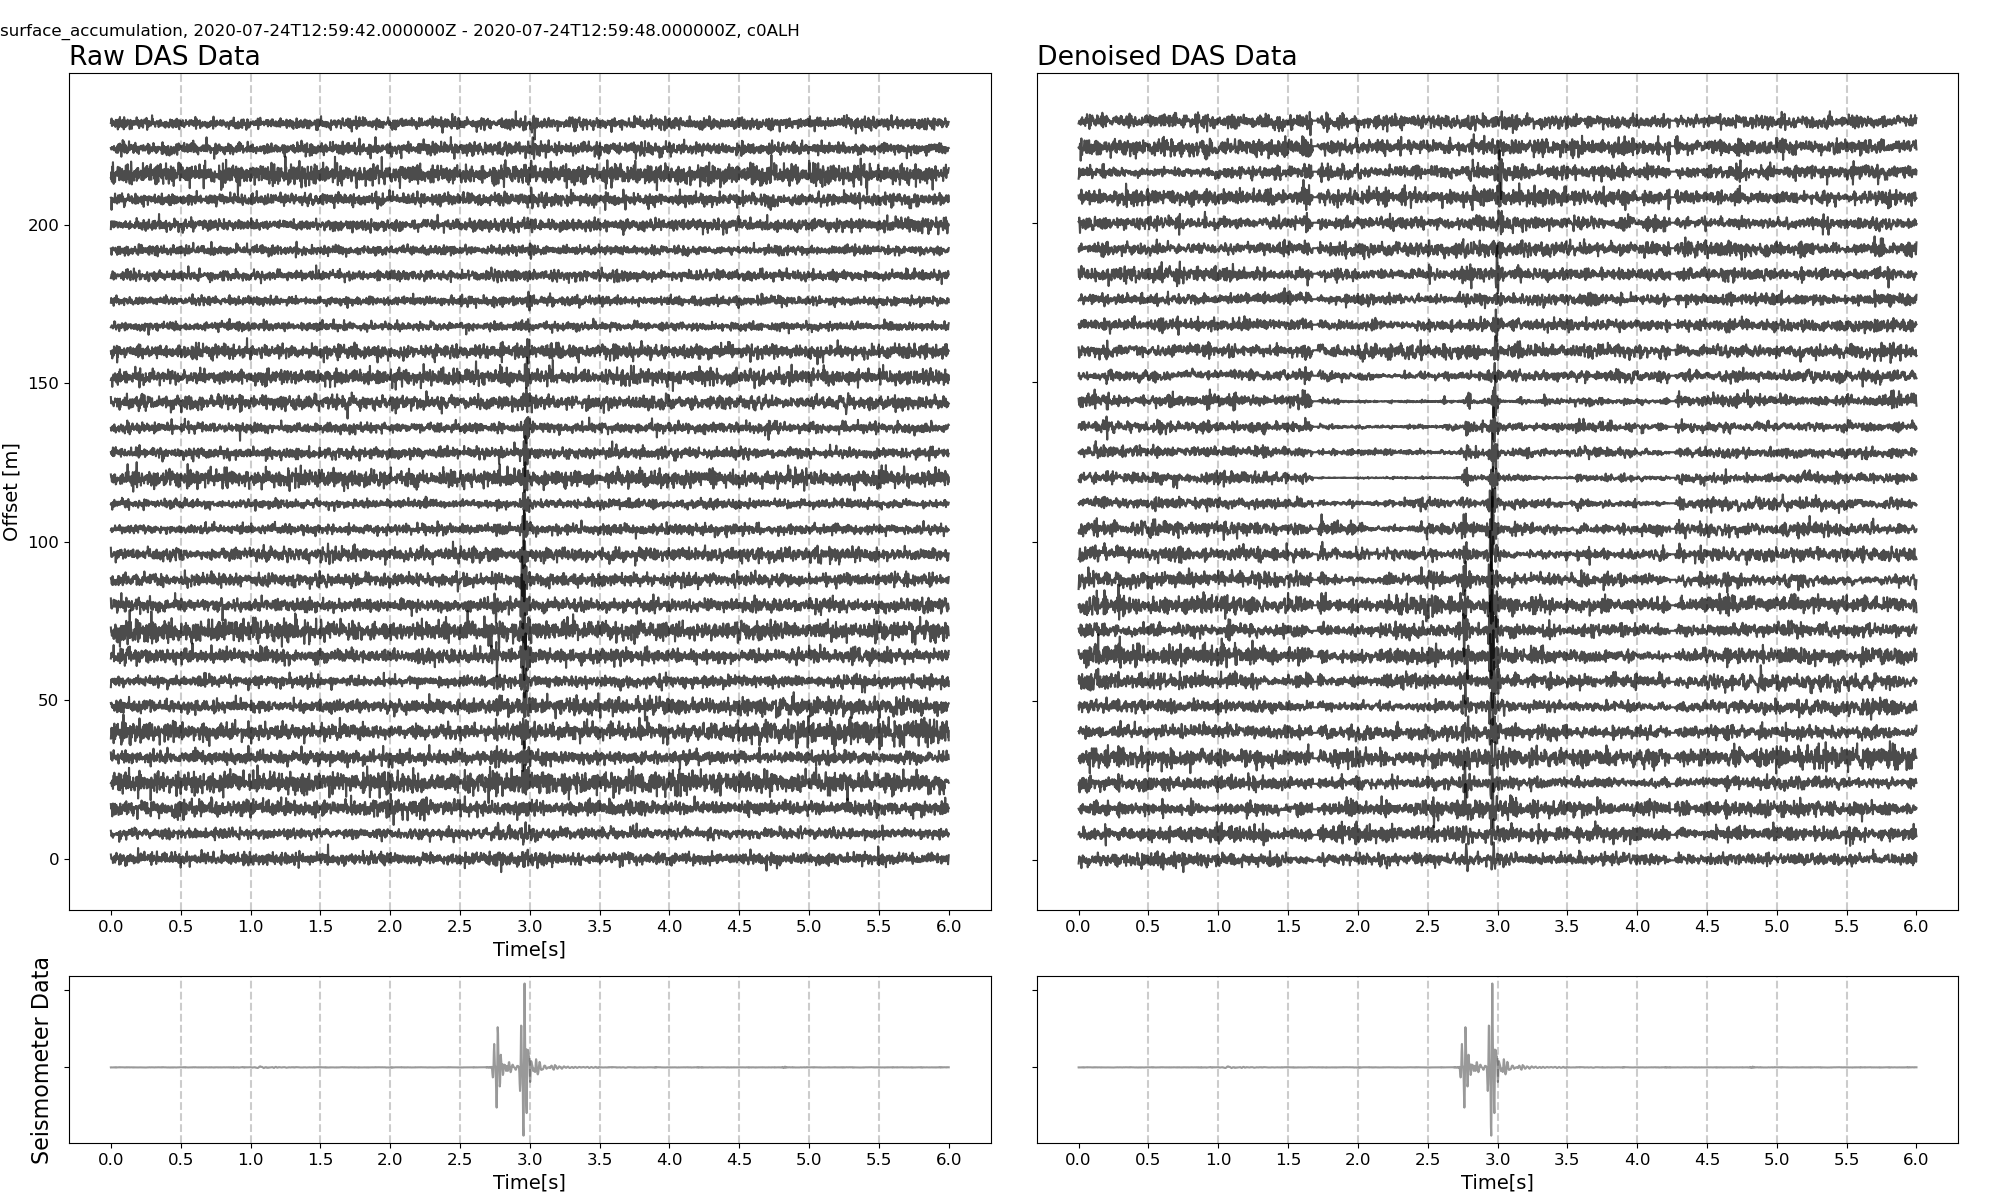 surface_accumulation, 2020-07-24T12:59:42.000000Z - 2020-07-24T12:59:48.000000Z, c0ALH
Raw DAS Data
Denoised DAS Data
Offset [m]
200
150
100
50
0
0.0 0.5 1.0 1.5 2.0 2.5 3.0 3.5 4.0 4.5 5.0 5.5 6.0
Time[s]
0.0 0.5 1.0 1.5 2.0 2.5 3.0 3.5 4.0 4.5 5.0 5.5 6.0
Seismometer Data
0.0 0.5 1.0 1.5 2.0 2.5 3.0 3.5 4.0 4.5 5.0 5.5 6.0
Time[s]
0.0 0.5 1.0 1.5 2.0 2.5 3.0 3.5 4.0 4.5 5.0 5.5 6.0
Time[s]